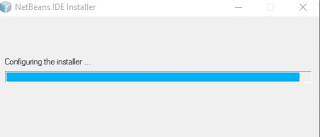 NetBeans IDE Installer
Configuring the installer ...